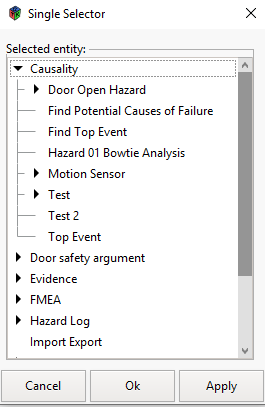 Single Selector
Selected entity:
Causality
Door Open Hazard
Find Potential Causes of Failure
Find Top Event
Hazard 01 Bowtie Analysis
Motion Sensor
Test
Test 2
Top Event
Door safety argument
Evidence
FMEA
Hazard Log
Import Export
Cancel Ok Apply